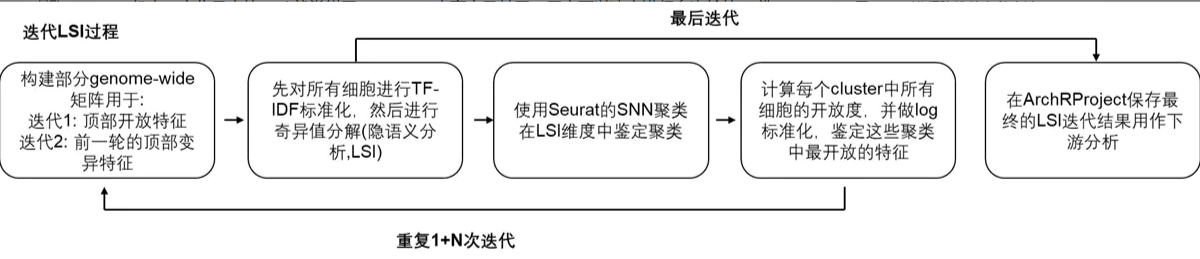 最后迭代
迭代LSI过程
构建部分genome-wide
矩阵用于:
迭代1: 顶部开放特征
迭代2: 前一轮的顶部变
异特征
先对所有细胞进行TF-
IDF标准化，然后进行
奇异值分解(隐语义分
析,LSI)
使用Seurat的SNN聚类
在LSI维度中鉴定聚类
计算每个cluster中所有
细胞的开放度，并做log
标准化，鉴定这些聚类
中最开放的特征
在ArchRProject保存最
终的LSI迭代结果用作下
游分析
重复1+N次迭代